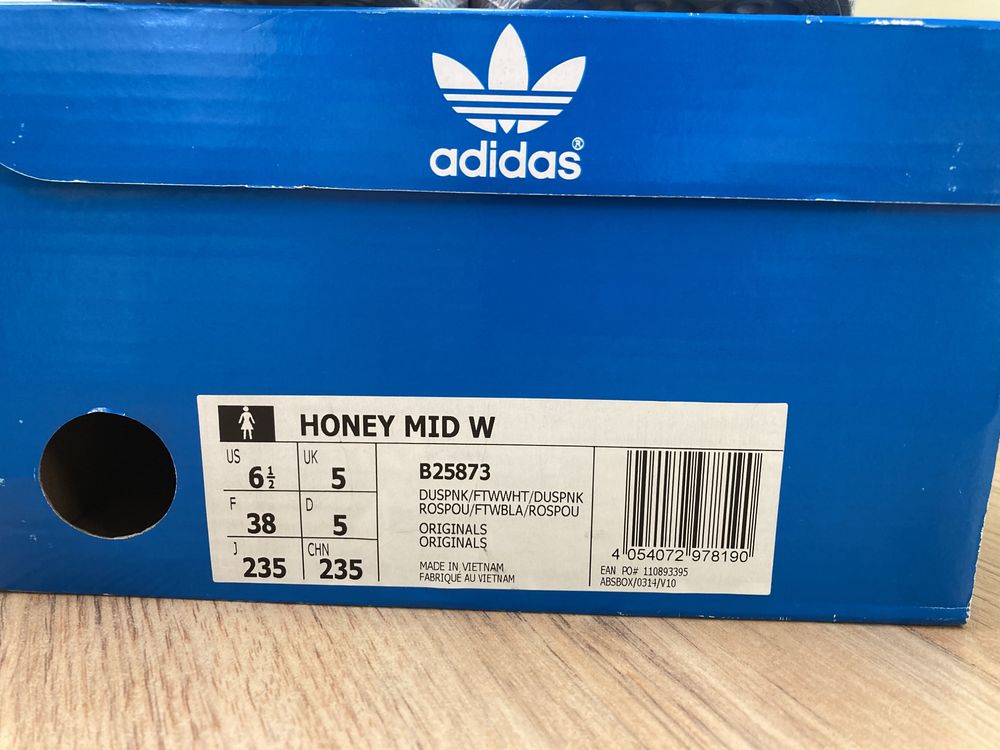 adidas®
HONEY MID W
US 6½ UK 5
F 38 D 5
J 235 CHN 235
B25873
DUSPNK/FTWWHT/DUSPNK
ROSPOU/FTWBLA/ROSPOU
ORIGINALS
ORIGINALS
MADE IN VIETNAM
FABRIQUÉ AU VIETNAM
4 054072 978190
EAN PO# 110893395
ABSBOX/0314/V10